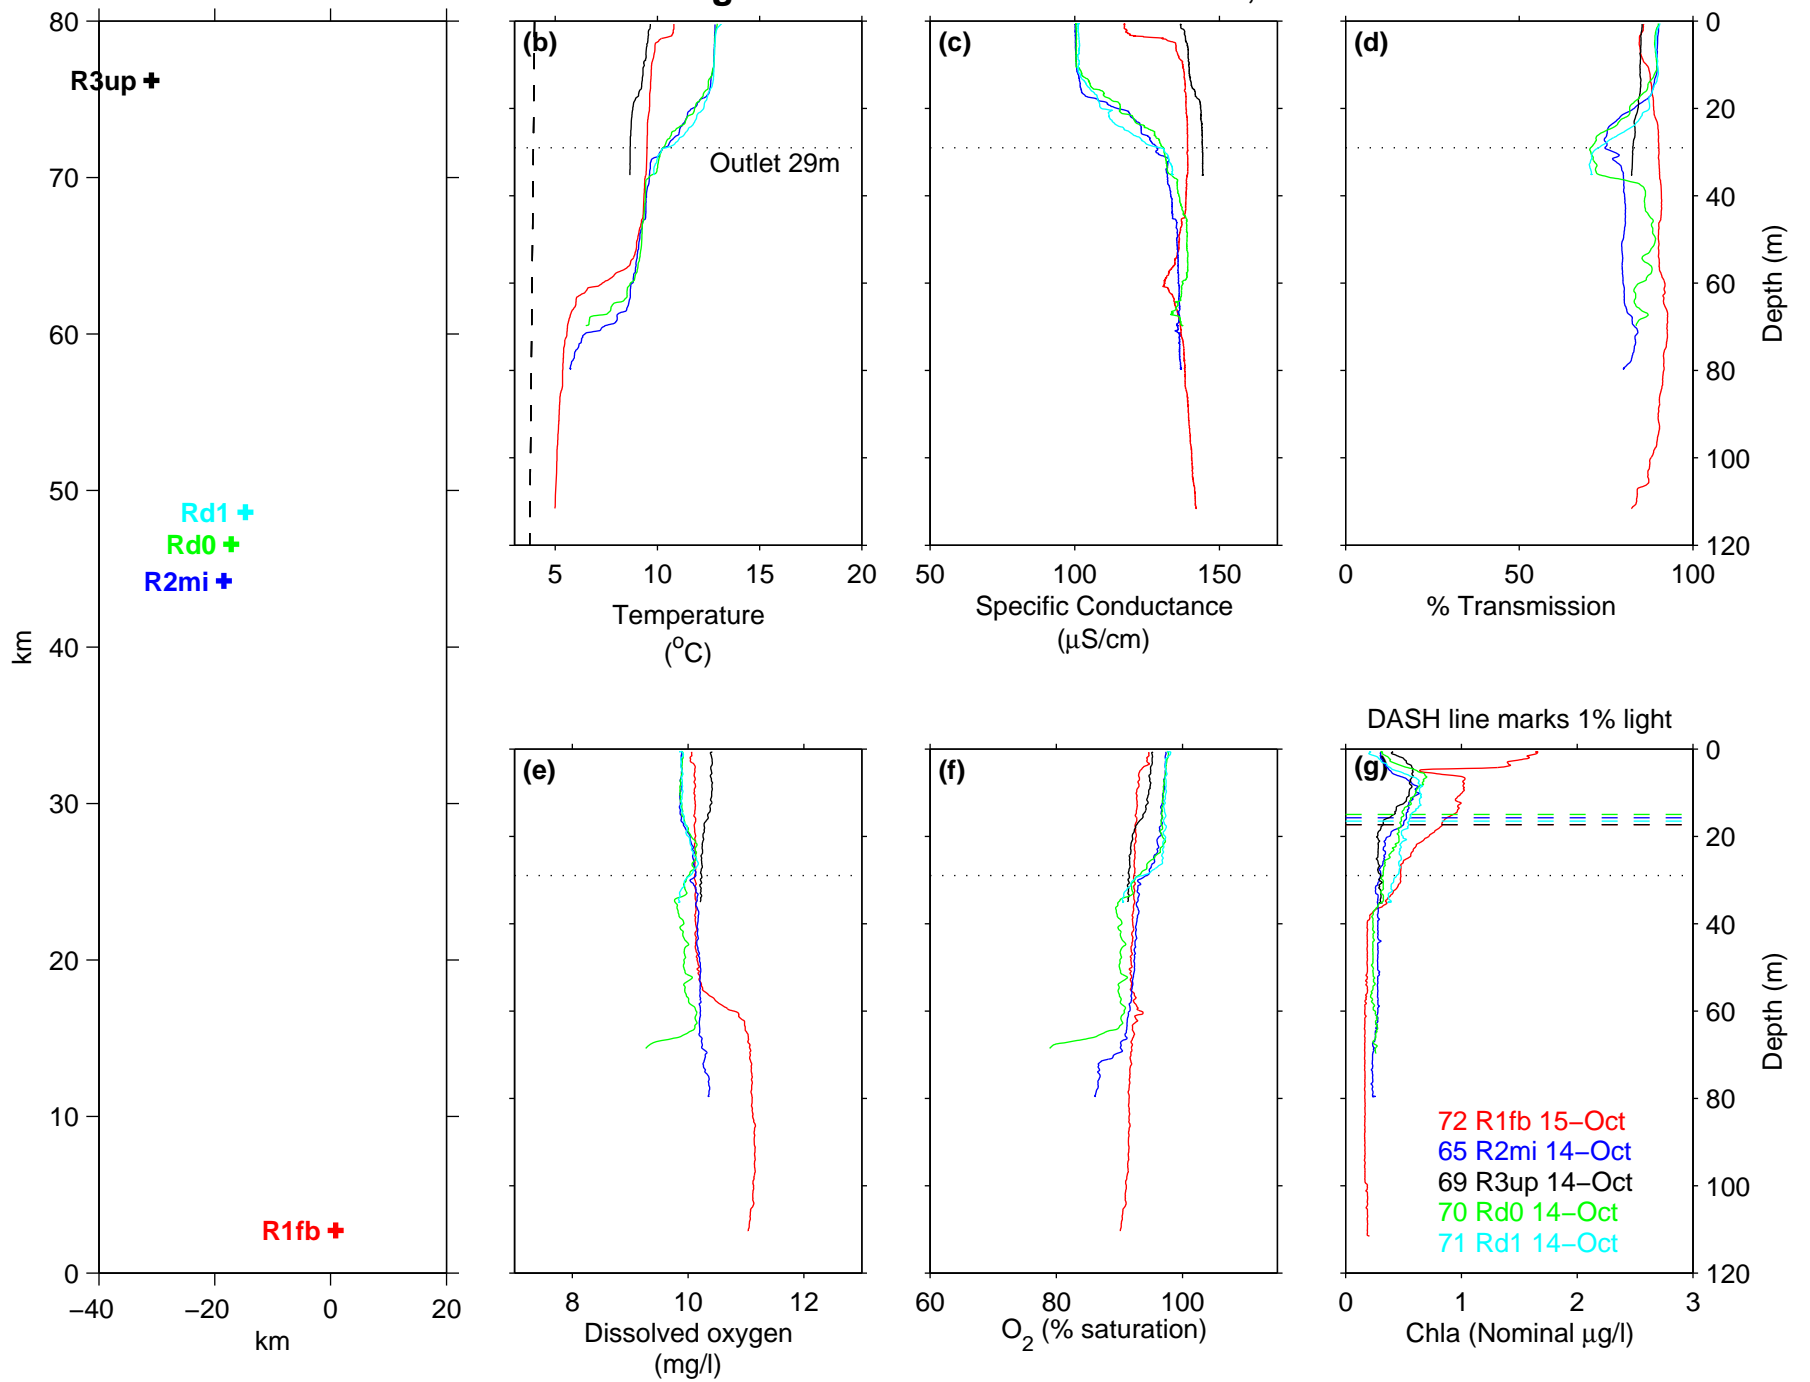 80
70
60
50
40
30
20
10
0
km
−40
−20
0
20
km
R3up
Rd1
Rd0
R2mi
R1fb
(b)
Outlet 29m
5
10
15
20
Temperature
(°C)
(c)
50
100
150
Specific Conductance
(μS/cm)
(d)
0
50
100
% Transmission
0
20
40
60
80
100
120
Depth (m)
(e)
8
10
12
Dissolved oxygen
(mg/l)
(f)
60
80
100
O2 (% saturation)
DASH line marks 1% light
(g)
72 R1fb 15−Oct
65 R2mi 14−Oct
69 R3up 14−Oct
70 Rd0 14−Oct
71 Rd1 14−Oct
0
1
2
3
Chla (Nominal μg/l)
0
20
40
60
80
100
120
Depth (m)